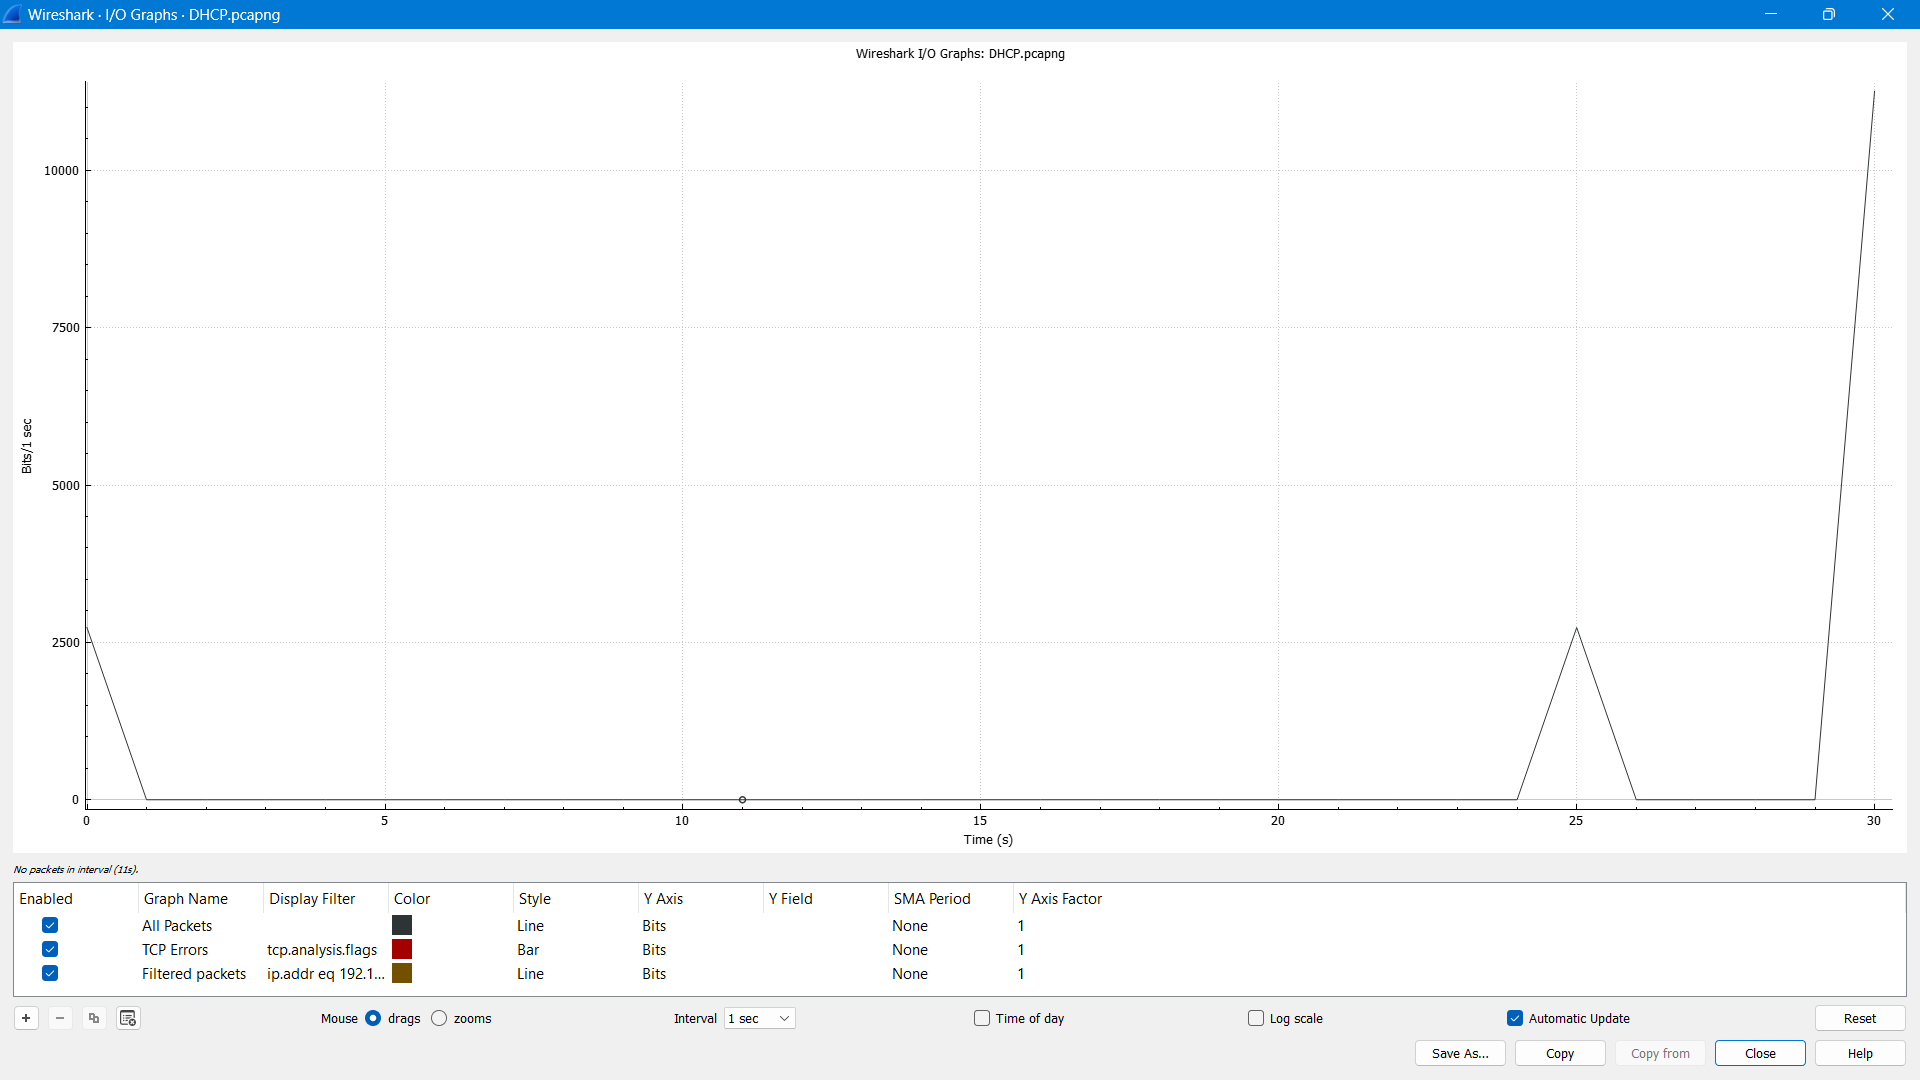 Wireshark · I/O Graphs · DHCP.pcapng
Wireshark I/O Graphs: DHCP.pcapng
10000
7500
5000
2500
0
Bits/1 sec
0 5 10 15 20 25 30
Time (s)
No packets in interval (11s).
Enabled Graph Name Display Filter Color Style Y Axis Y Field SMA Period Y Axis Factor
All Packets Line Bits None 1
TCP Errors tcp.analysis.flags Bar Bits None 1
Filtered packets ip.addr eq 192.1... Line Bits None 1
+ − Mouse drags zooms Interval 1 sec Time of day Log scale Automatic Update Reset
Save As... Copy Copy from Close Help